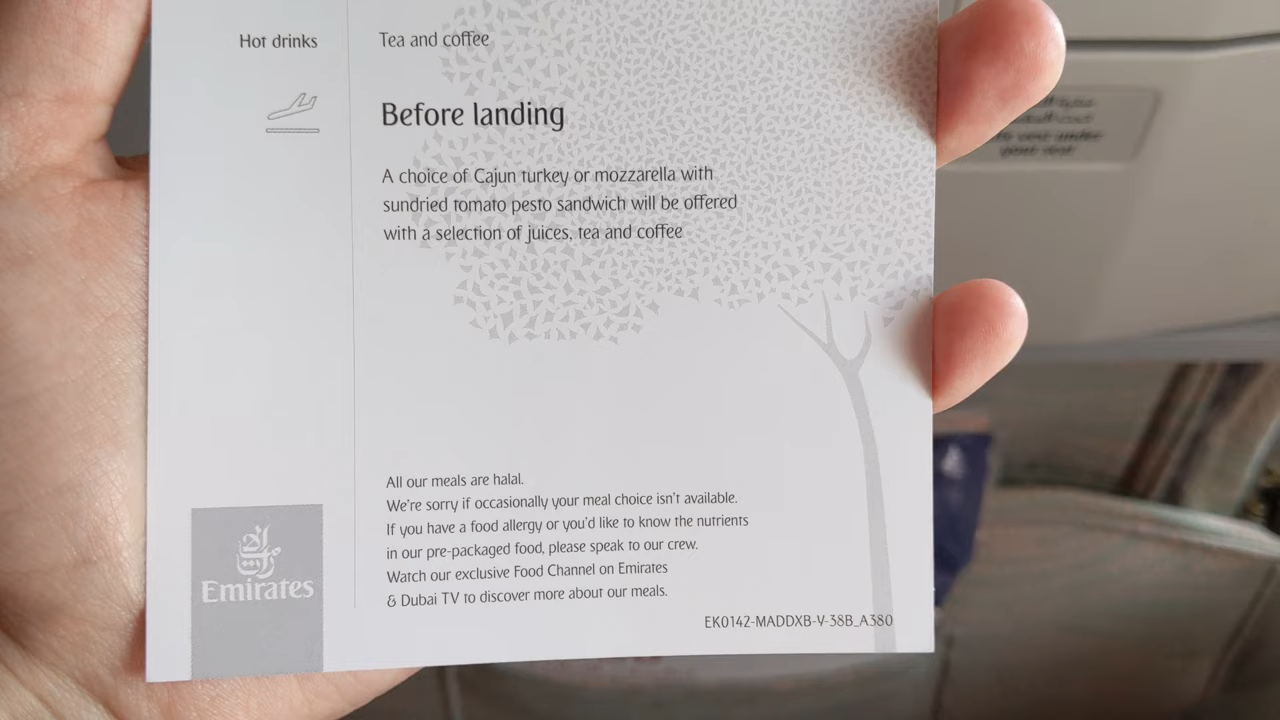 Hot drinks
Tea and coffee
Before landing
A choice of Cajun turkey or mozzarella with
sundried tomato pesto sandwich will be offered
with a selection of juices, tea and coffee
All our meals are halal.
We're sorry if occasionally your meal choice isn't available.
If you have a food allergy or you'd like to know the nutrients
in our pre-packaged food, please speak to our crew.
Watch our exclusive Food Channel on Emirates
& Dubai TV to discover more about our meals.
Emirates
EK0142-MADDXB-Y-38B_A380
vest under
your seat